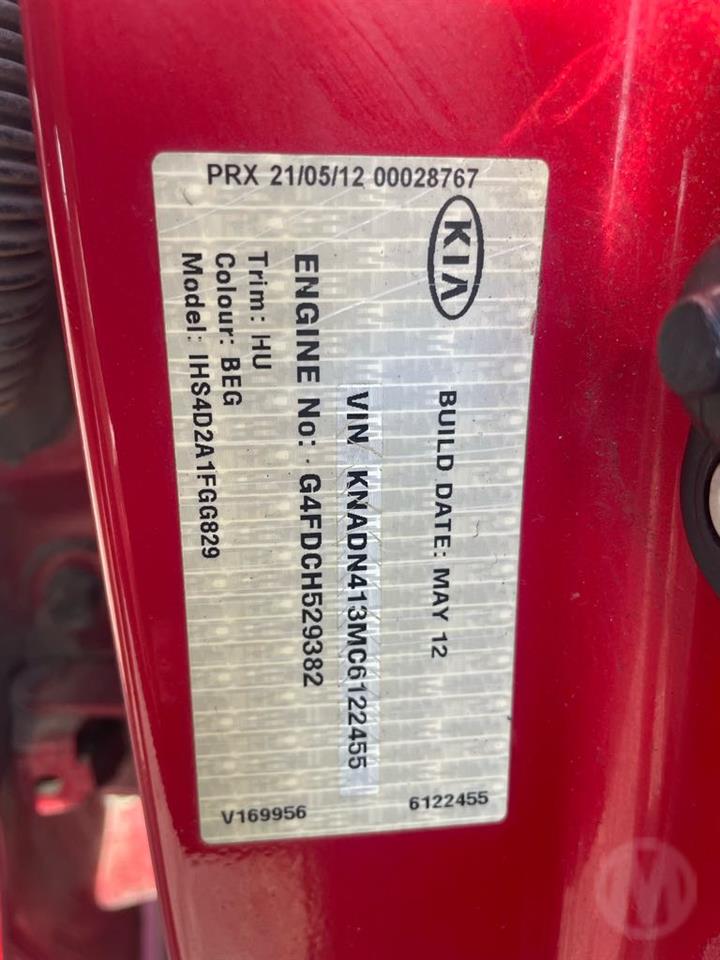 PRX 21/05/12 00028767
KIA
BUILD DATE: MAY 12
VIN KNADN413MC6122455
ENGINE No: G4FDCH529382
Trim: HU
Colour: BEG
Model: IHS4D2A1FGG829
6122455
V169956
M